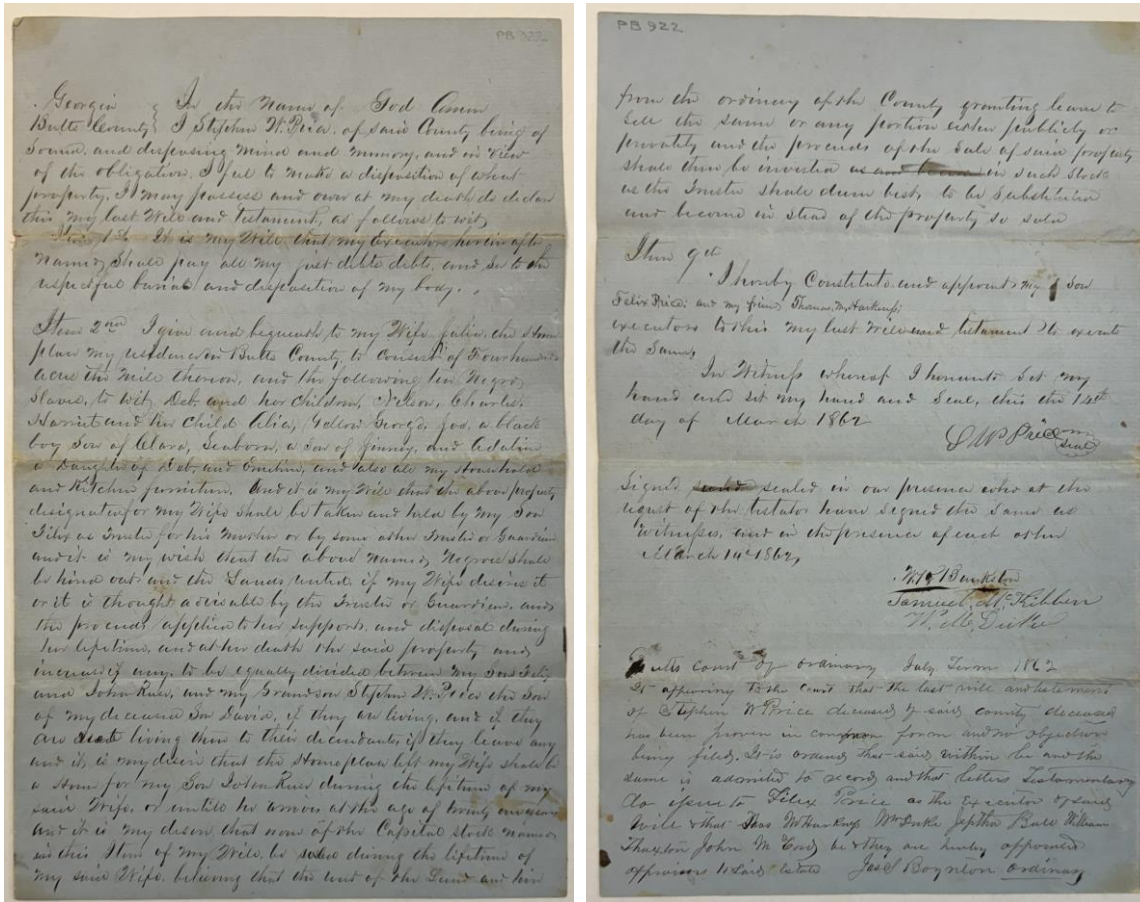 PB 922
Georgia } In the Name of God Amen
Butts County } I Stephen W. Price, of said County being of
Sound and disposing mind and memory, and in view
of the obligation, I feel to make a disposition of what
property, I may possess and own at my death do declare
this my last Will and Testament, as follows to wit,
Item 1st It is my Will, that my Executors herein after
Named Shall pay all my just debts debts, and See to the
respectful burial and disposition of my body.
Item 2nd I give and bequeath to my Wife Julia, the Home
place my residence in Butts County, to Consist of Four hundred
acres the Mill thereon, and the following ten Negro
Slaves, to wit, Deb, and her Children, Nelson, Charles,
Harriet and her Child Alice, Yellow George, Joe, a black
boy Son of Clara, Seaborn, a Son of Jinney, and Adaline
a Daughter of Deb, and Emeline, and also all my Household
and Kitchen furniture. And it is my Will that the above property
designated for my Wife Shall be taken and held by my Son
Felix as Trustee for his Mother or by some other Trustee or Guardian
and it is my wish that the above named Negroes Shall
be hired out and the Lands rented, if my Wife desires it
or it is thought advisable by the Trustee or Guardian, and
the proceeds applied to her support, and disposal during
her lifetime, and at her death the said property and
increase if any, to be equally divided between my Sons Felix
and John and my Grandson Stephen W. Price the Son
of my deceased Son David, if they are living, and if they
are living then to their decendants, if they leave any
and it, is my desire that the Homeplace left my Wife Shall be
a Home for my Son John during the lifetime of my
said Wife, or untill he arrives at the age of twenty one years
and it is my desire, that none of the Capital stock named
in this Item of my Will, be during the lifetime of
my said Wife, believing that the rent of the Land and hire
PB 922
from the ordinary of the County granting leave to
Sell the same or any portion either publicly or
privately and the proceeds of the Sale of said property
shall then be invested in such Stock
as the Trustee shall deem best, to be Substituted
and become in stead of the property so sold
Item 9th
I hereby Constitute and appoint my Son
Felix Price, and my friend Thomas, M, Harkness,
executors to this my last will and testament to execute
the Same,
In Witness whereof I hereunto Set my
hand and Set my hand and Seal, this the 14th
day of March 1862
S W Price
Seal
Signed sealed in our presence who at the
request of the testator have signed the same as
Witnesses, and in the presence of each other
March 14th 1862,
Bankston
Samuel McKibben
W. M. Duke
Butts court of ordinary July Term 1862
It appearing to the court that the last will and testament
of Stephen W Price deceased of said county deceased
has been proven in common form and no objection
being filed, It is ordered that said within be and the
same is admited to record and that letters Testamentary
do issue to Felix Price as the Executor of said
Will & that Thos M Harkness Wm Duke Jeptha Ball William
Thaxton John M be & they are hereby appointed
apprisers to said Estate Boynton ordinary